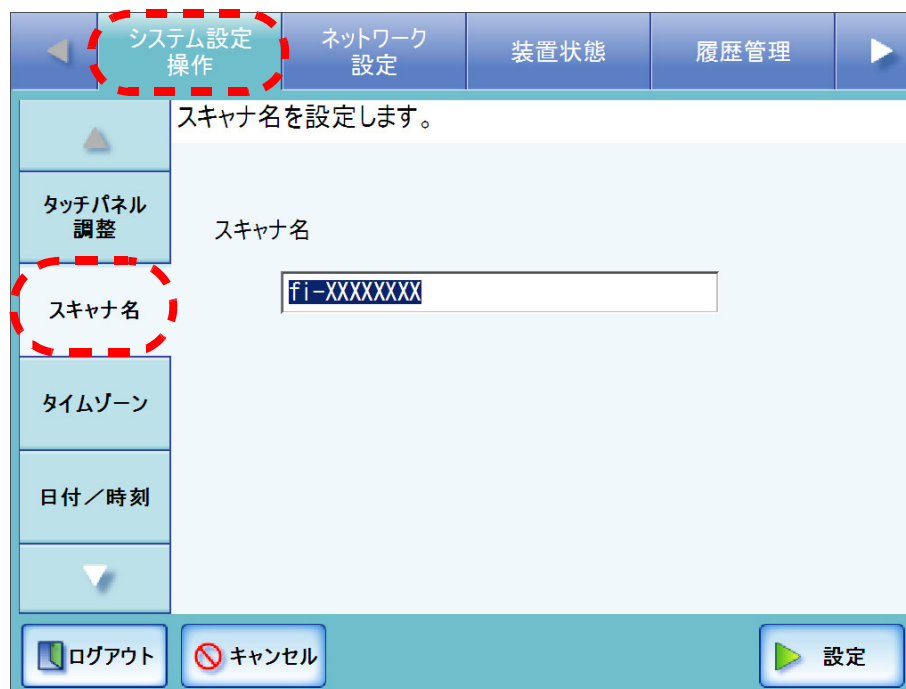 システム設定
操作
ネットワーク
設定
装置状態
履歴管理
スキャナ名を設定します。
タッチパネル
調整
スキャナ名
スキャナ名
fi-XXXXXXXX
タイムゾーン
日付／時刻
ログアウト
キャンセル
設定